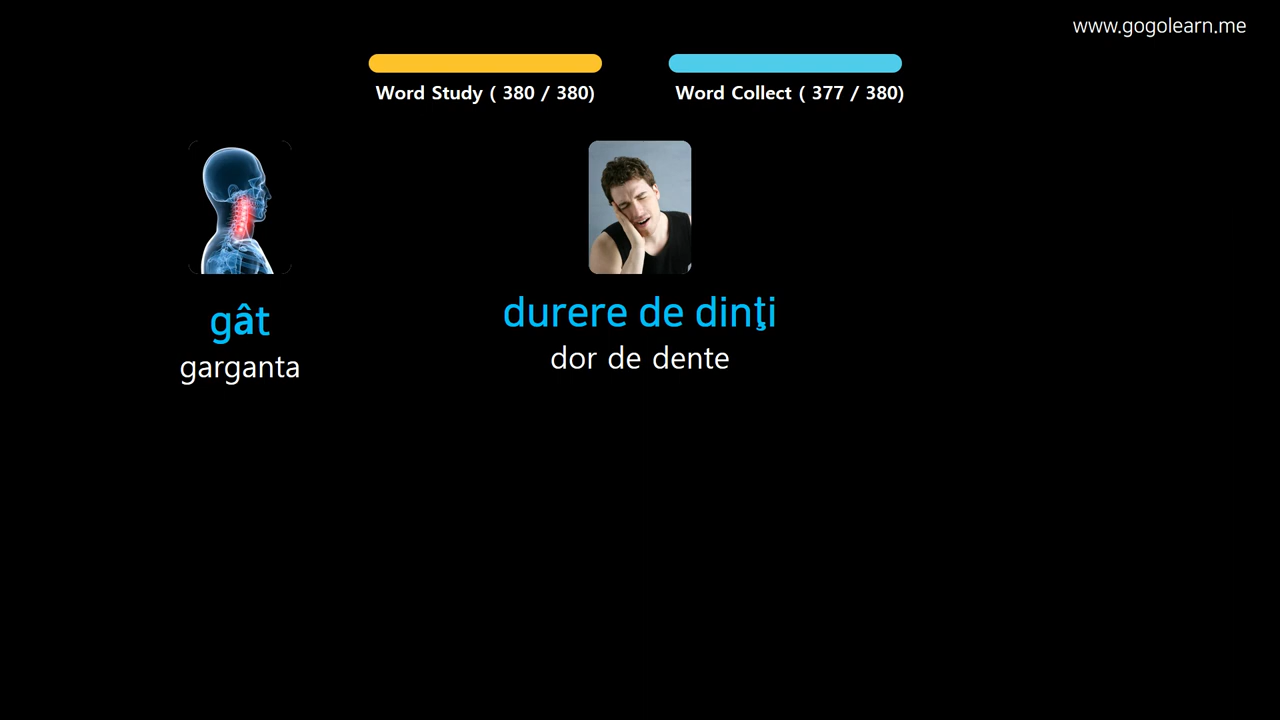 www.gogolearn.me
Word Study ( 380 / 380)
Word Collect ( 377 / 380)
gât
garganta
durere de dinţi
dor de dente